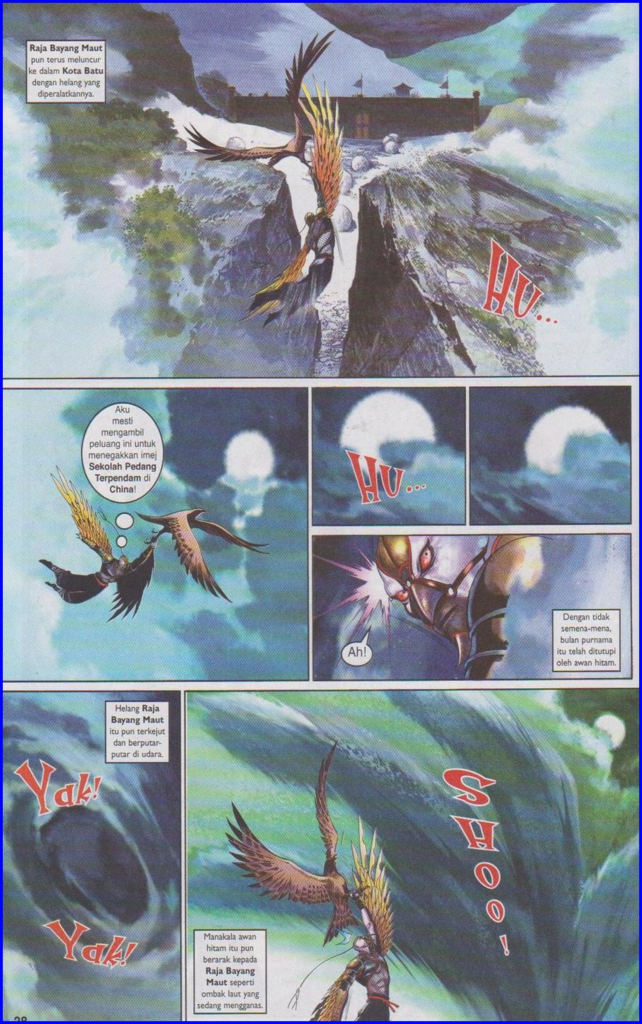 Raja Bayang Maut
pun terus meluncur
ke dalam Kota Batu
dengan helang yang
diperalatkannya.
HU...
Aku
mesti
mengambil
peluang ini untuk
menegakkan imej
Sekolah Pedang
Terpendam di
China!
HU...
Ah!
Dengan tidak
semena-mena,
bulan purnama
itu telah ditutupi
oleh awan hitam.
Helang Raja
Bayang Maut
itu pun terkejut
dan berputar-
putar di udara.
Yak!
Yak!
SHOO!
Manakala awan
hitam itu pun
berarak kepada
Raja Bayang
Maut seperti
ombak laut yang
sedang mengganas.
28